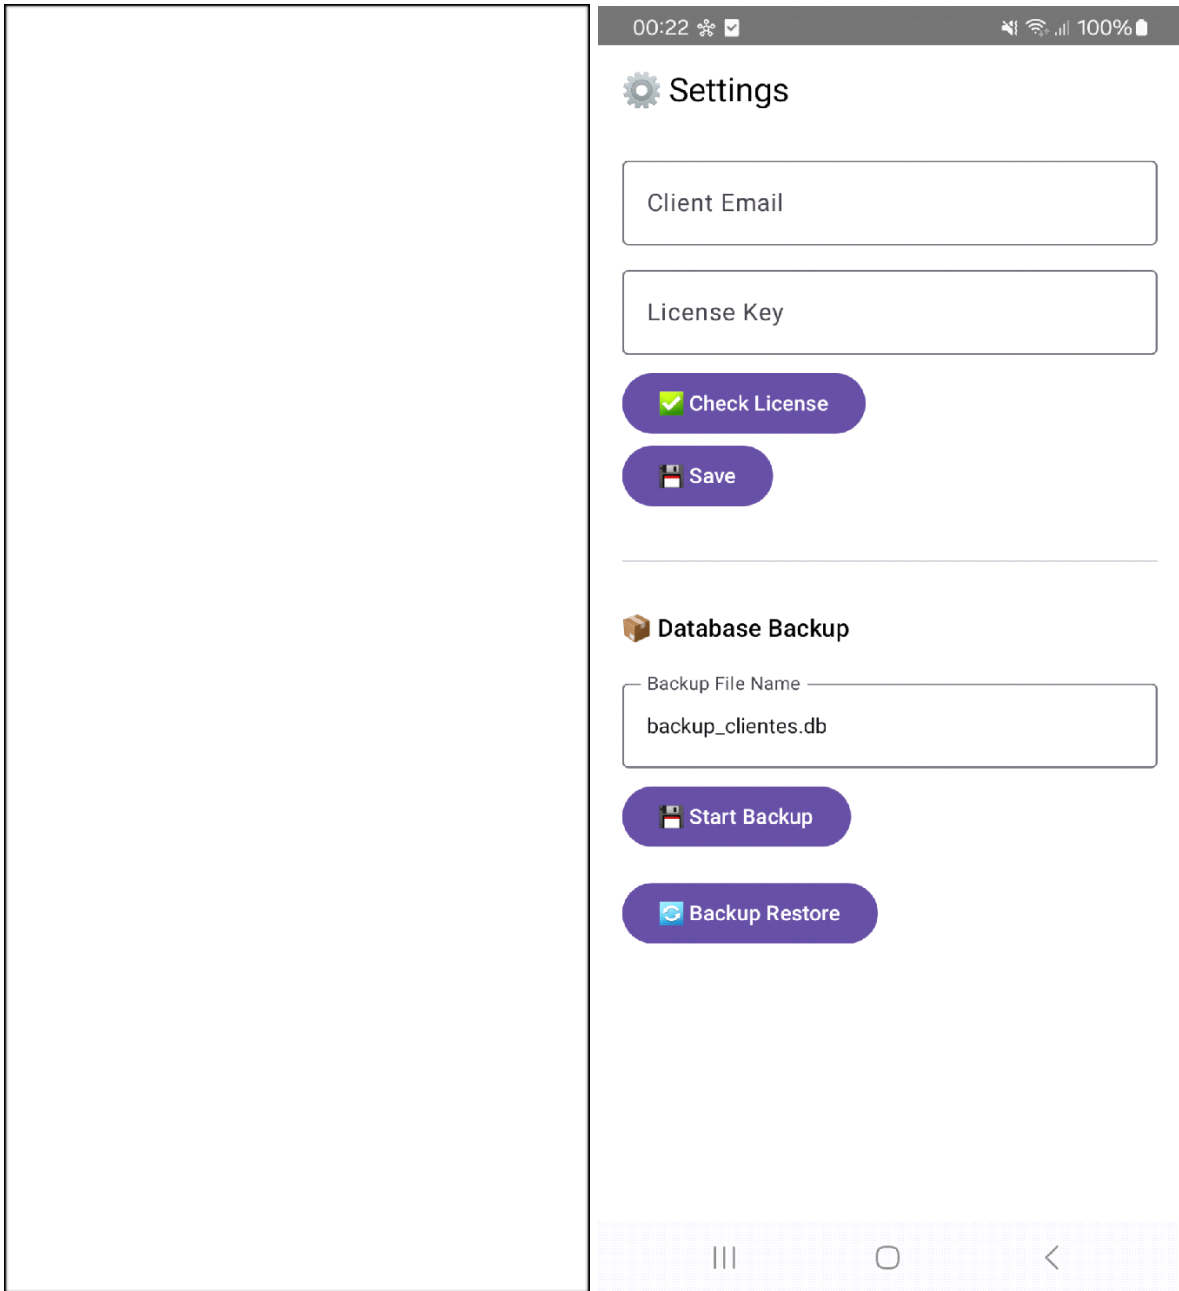 00:22 100%
Settings
Client Email
License Key
Check License
Save
Database Backup
Backup File Name
backup_clientes.db
Start Backup
Backup Restore